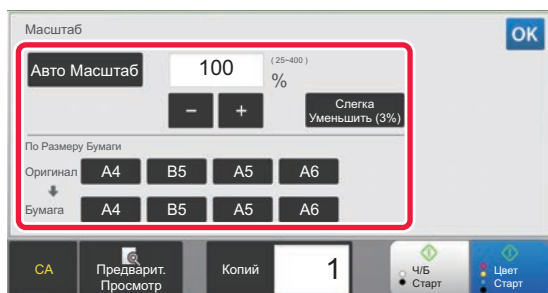 Масштаб
OK
Авто Масштаб
100
(25~400)
%
−
+
Слегка
Уменьшить (3%)
По Размеру Бумаги
Оригинал A4 B5 A5 A6
Бумага A4 B5 A5 A6
CA
Предварит.
Просмотр
Копий
1
Ч/Б
Старт
Цвет
Старт